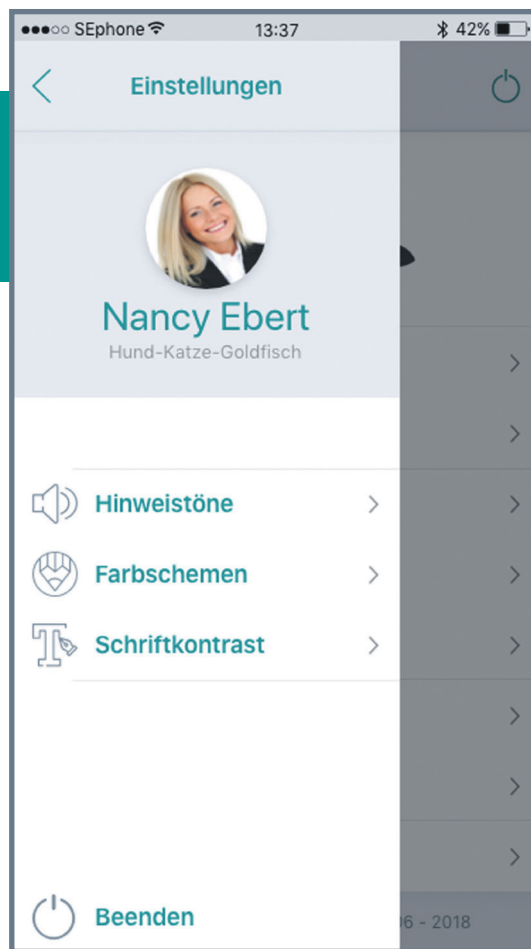 SEphone 13:37 42%
Einstellungen
Nancy Ebert
Hund-Katze-Goldfisch
Hinweistöne
Farbschemen
Schriftkontrast
Beenden
06 - 2018